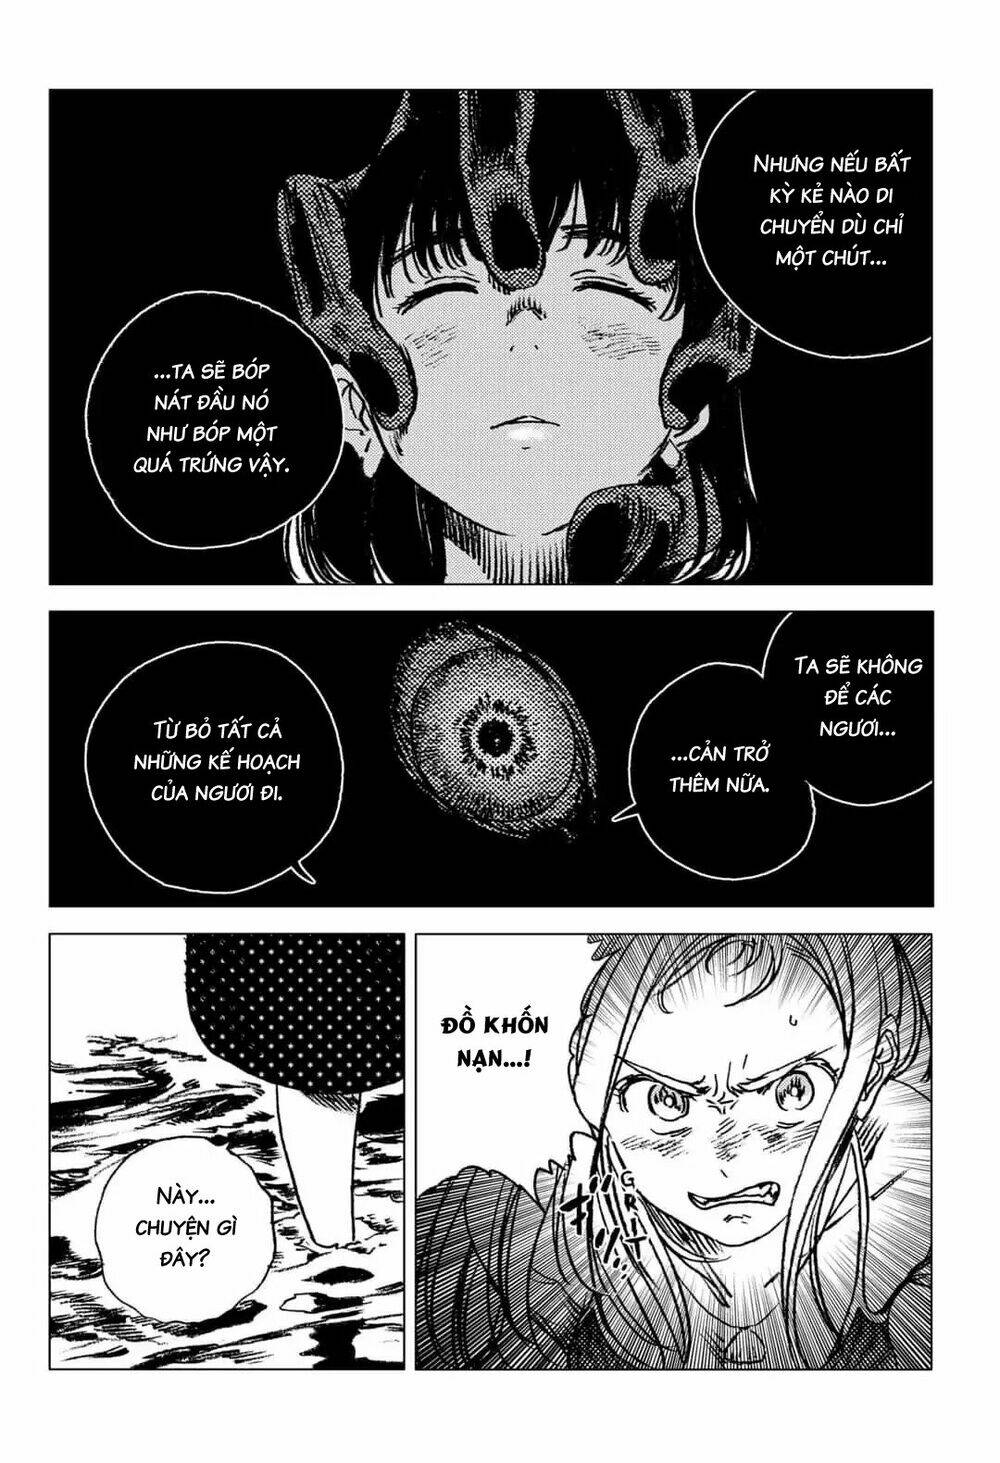 NHƯNG NẾU BẤT
KỲ KẺ NÀO DI
CHUYỂN DÙ CHỈ
MỘT CHÚT...
...TA SẼ BÓP
NÁT ĐẦU NÓ
NHƯ BÓP MỘT
QUẢ TRỨNG VẬY.
TA SẼ KHÔNG
ĐỂ CÁC
NGƯƠI...
...CẢN TRỞ
THÊM NỮA.
TỪ BỎ TẤT CẢ
NHỮNG KẾ HOẠCH
CỦA NGƯƠI ĐI.
ĐỒ KHỐN
NẠN...!
GRIT
NÀY...
CHUYỆN GÌ
ĐÂY?